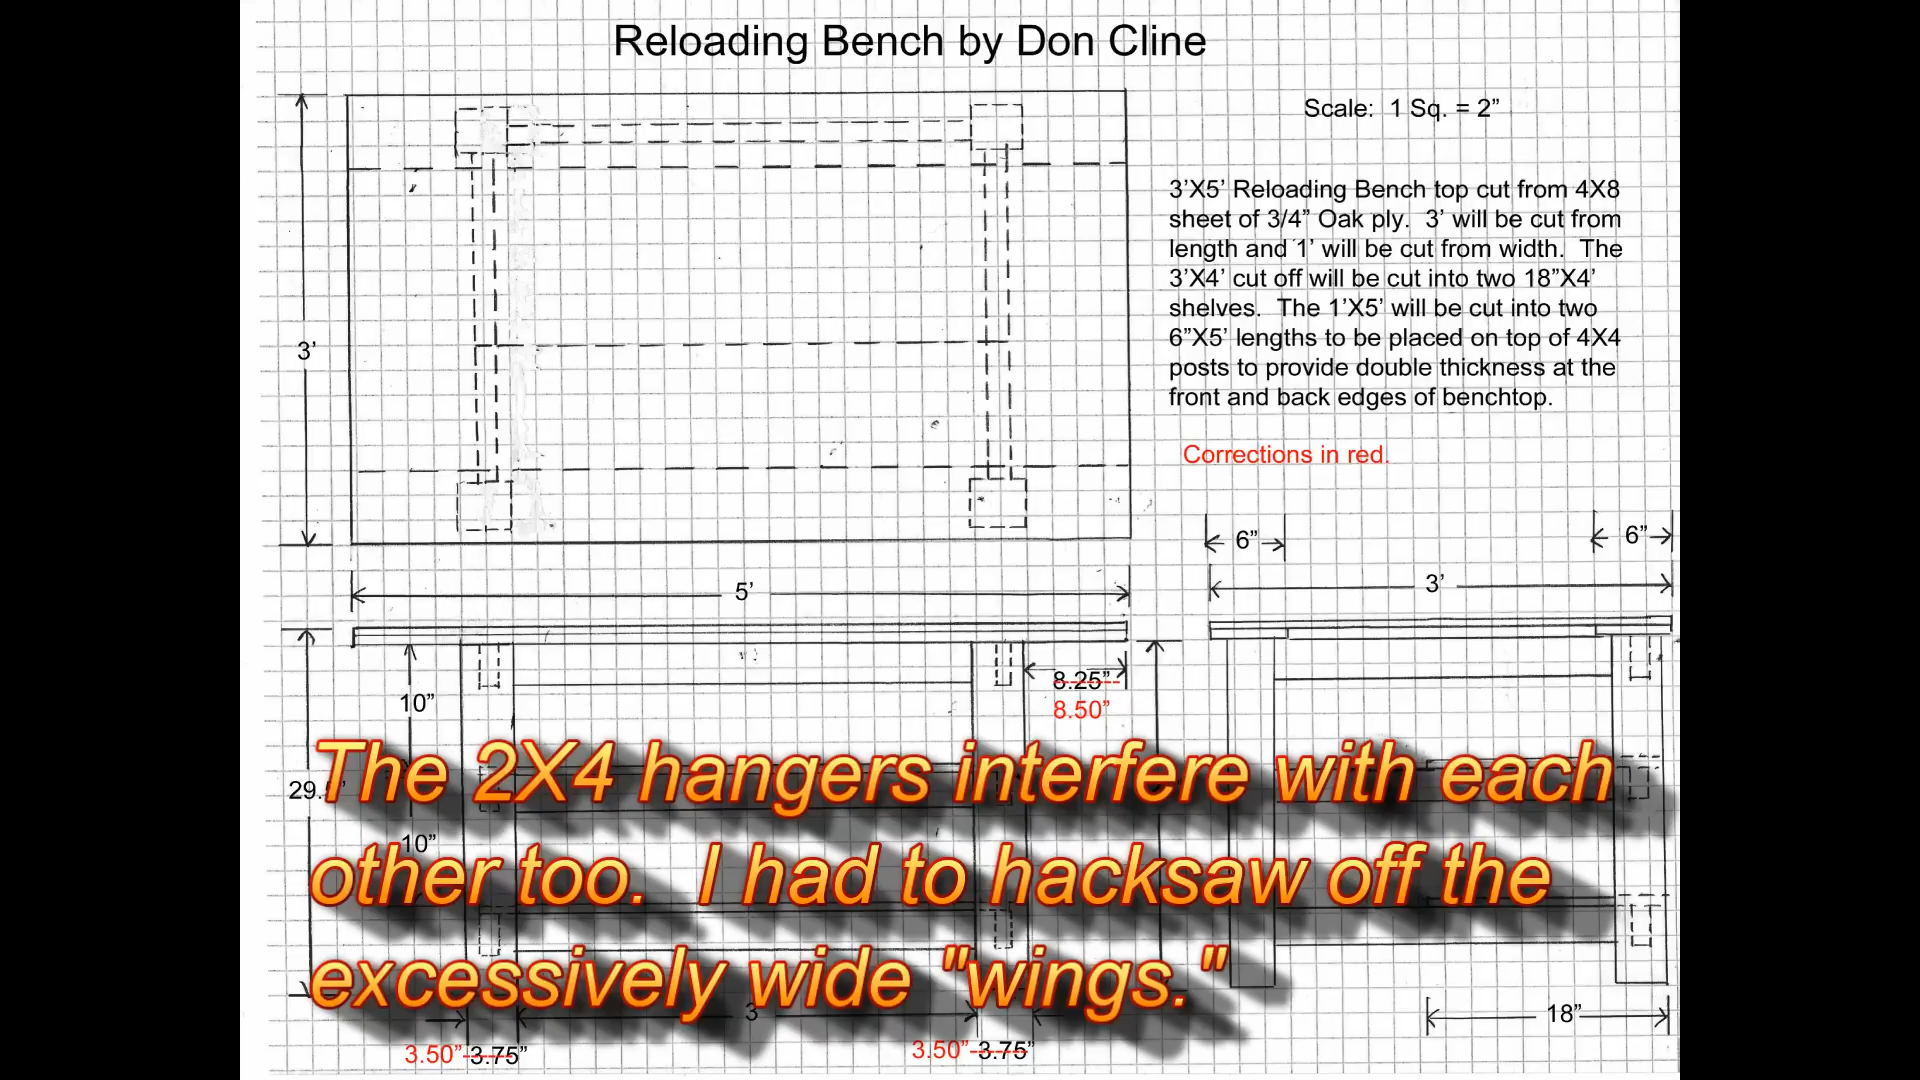 Reloading Bench by Don Cline
Scale: 1 Sq. = 2”
3’X5’ Reloading Bench top cut from 4X8
sheet of 3/4” Oak ply. 3’ will be cut from
length and 1’ will be cut from width. The
3’X4’ cut off will be cut into two 18”X4’
shelves. The 1’X5’ will be cut into two
6”X5’ lengths to be placed on top of 4X4
posts to provide double thickness at the
front and back edges of benchtop.
3’
Corrections in red.
6” 6”
5’ 3’
8.25”
8.50”
10”
The 2X4 hangers interfere with each
10”
other too. I had to hacksaw off the
excessively wide "wings."
18”
3.50” 3.75” 3.50” 3.75”